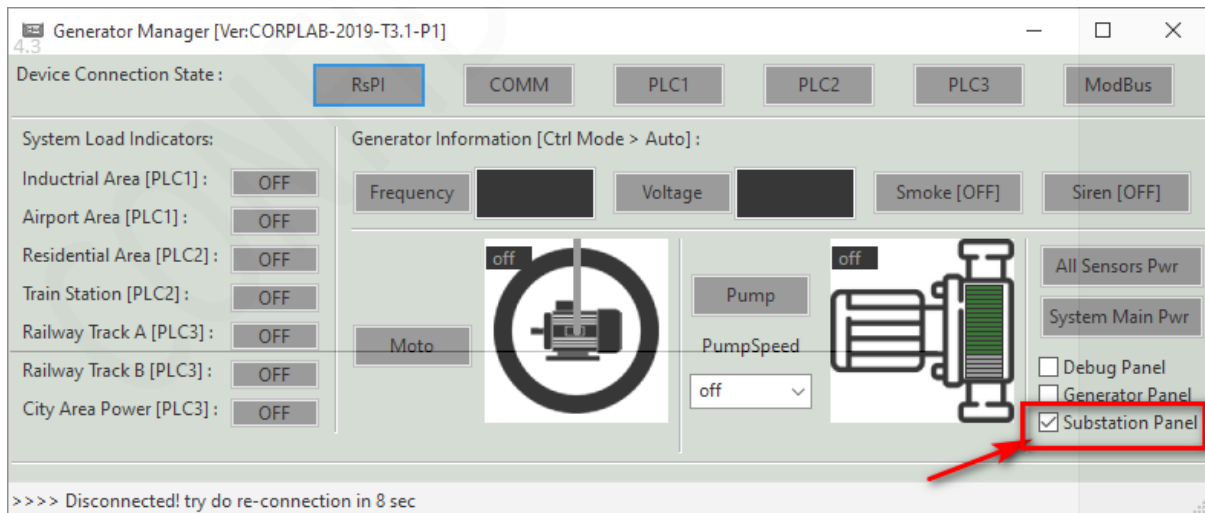 Generator Manager [Ver:CORPLAB-2019-T3.1-P1]
4.3
Device Connection State :
RsPI
COMM
PLC1
PLC2
PLC3
ModBus
System Load Indicators:
Inductrial Area [PLC1] : OFF
Airport Area [PLC1] : OFF
Residential Area [PLC2] : OFF
Train Station [PLC2] : OFF
Railway Track A [PLC3] : OFF
Railway Track B [PLC3] : OFF
City Area Power [PLC3] : OFF
Generator Information [Ctrl Mode > Auto] :
Frequency
Voltage
Smoke [OFF]
Siren [OFF]
Moto
off
Pump
PumpSpeed
off
off
All Sensors Pwr
System Main Pwr
Debug Panel
Generator Panel
Substation Panel
>>>> Disconnected! try do re-connection in 8 sec